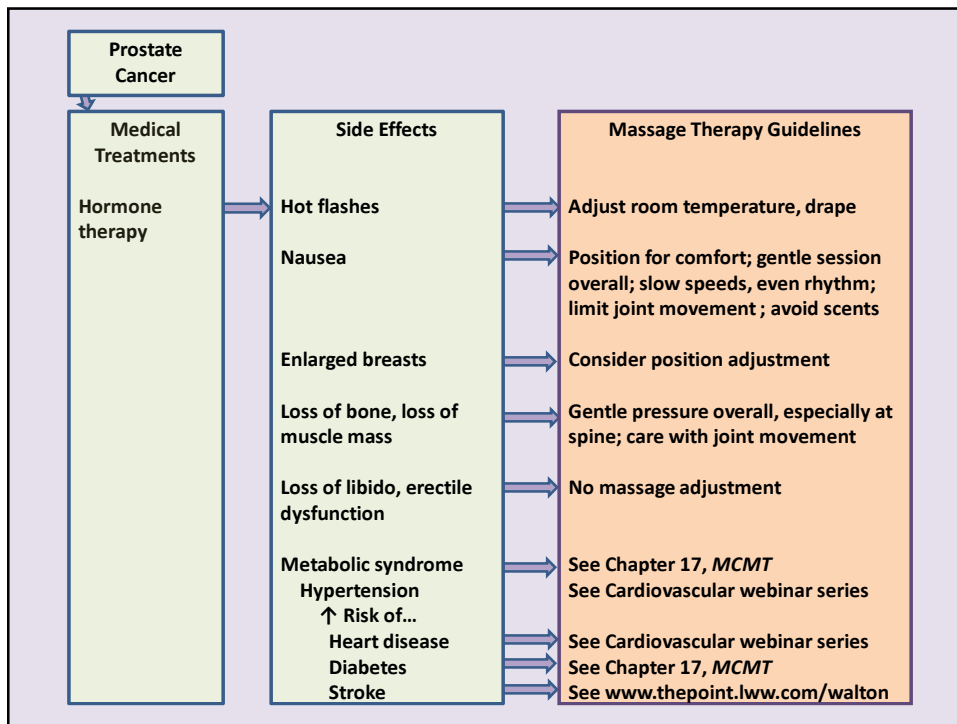 Prostate
Cancer
Medical
Treatments
Hormone
therapy
Side Effects
Hot flashes
Nausea
Enlarged breasts
Loss of bone, loss of
muscle mass
Loss of libido, erectile
dysfunction
Metabolic syndrome
Hypertension
↑ Risk of…
Heart disease
Diabetes
Stroke
Massage Therapy Guidelines
Adjust room temperature, drape
Position for comfort; gentle session
overall; slow speeds, even rhythm;
limit joint movement ; avoid scents
Consider position adjustment
Gentle pressure overall, especially at
spine; care with joint movement
No massage adjustment
See Chapter 17, MCMT
See Cardiovascular webinar series
See Cardiovascular webinar series
See Chapter 17, MCMT
See www.thepoint.lww.com/walton